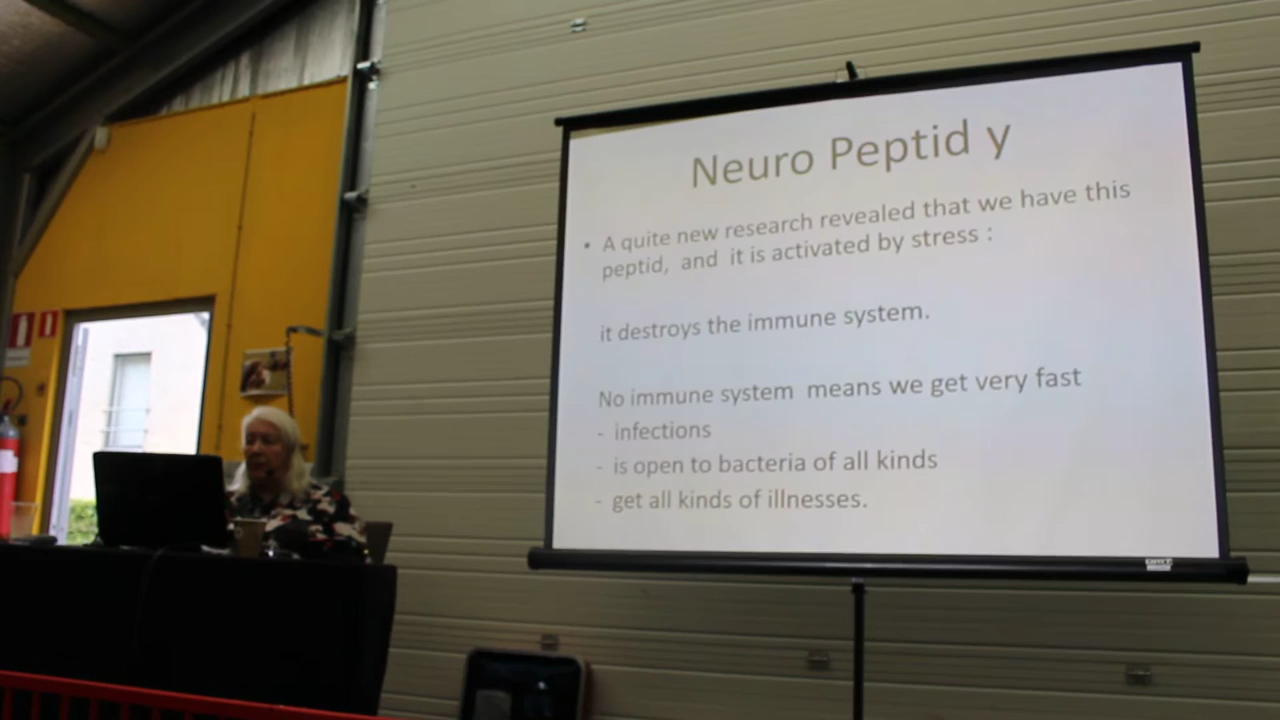 Neuro Peptid y
• A quite new research revealed that we have this
peptid, and it is activated by stress :
it destroys the immune system.
No immune system means we get very fast
- infections
- is open to bacteria of all kinds
- get all kinds of illnesses.